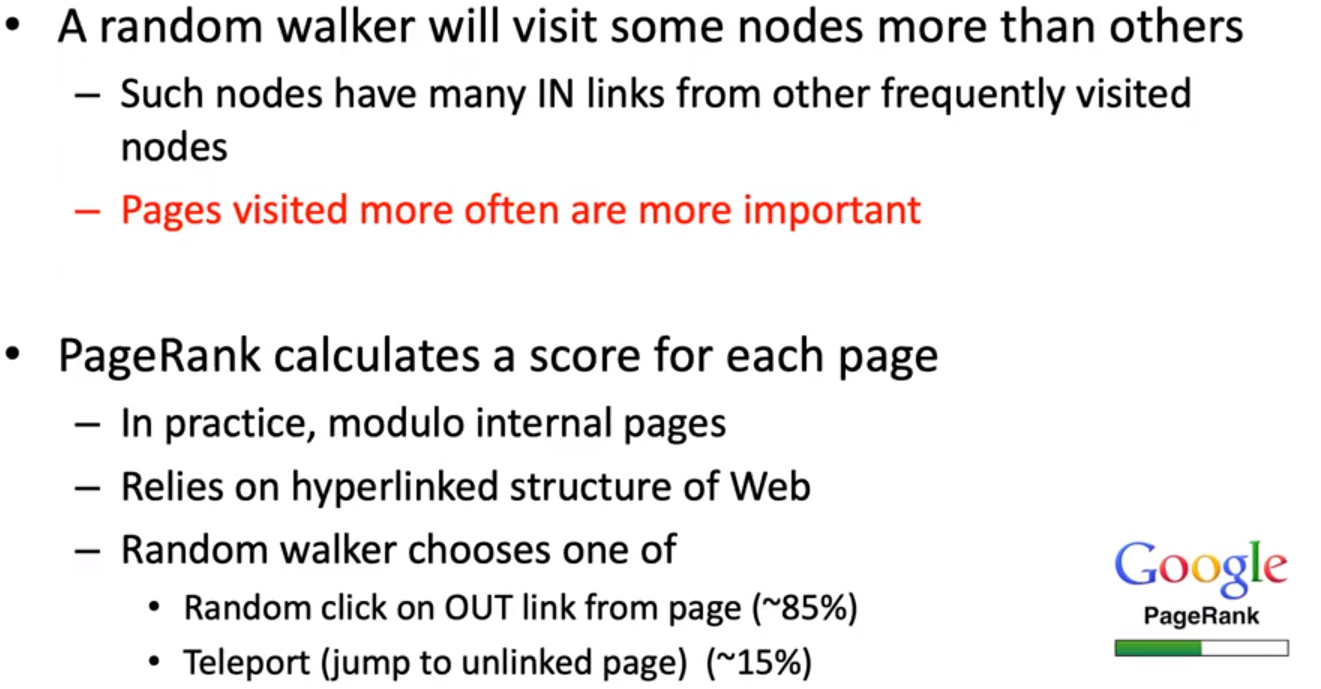 • A random walker will visit some nodes more than others
– Such nodes have many IN links from other frequently visited
nodes
– Pages visited more often are more important
• PageRank calculates a score for each page
– In practice, modulo internal pages
– Relies on hyperlinked structure of Web
– Random walker chooses one of
• Random click on OUT link from page (~85%)
• Teleport (jump to unlinked page) (~15%)
Google
PageRank